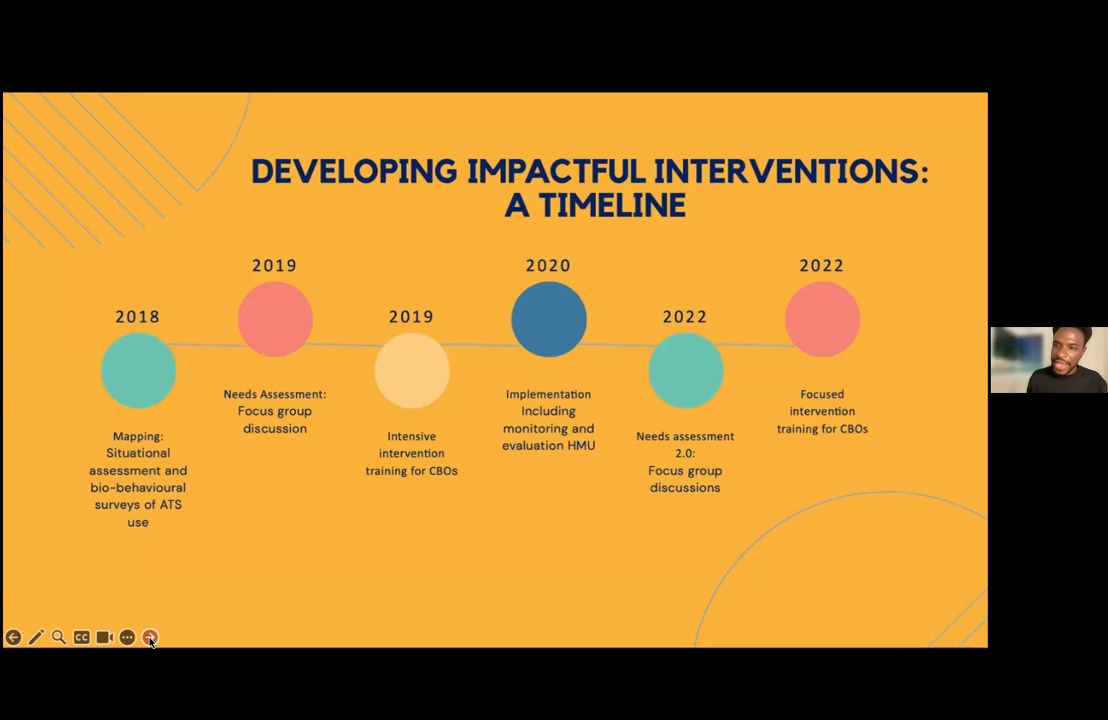 DEVELOPING IMPACTFUL INTERVENTIONS:
A TIMELINE
2018
Mapping:
Situational
assessment and
bio-behavioural
surveys of ATS
use
2019
Needs Assessment:
Focus group
discussion
2019
Intensive
intervention
training for CBOs
2020
Implementation
Including
monitoring and
evaluation HMU
2022
Needs assessment
2.0:
Focus group
discussions
2022
Focused
intervention
training for CBOs
CC